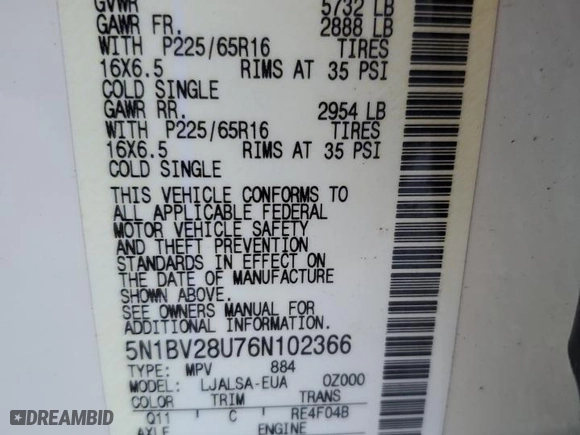 GVWR 5732 LB
GAWR FR. 2888 LB
WITH P225/65R16 TIRES
16X6.5 RIMS AT 35 PSI
COLD SINGLE
GAWR RR. 2954 LB
WITH P225/65R16 TIRES
16X6.5 RIMS AT 35 PSI
COLD SINGLE
THIS VEHICLE CONFORMS TO
ALL APPLICABLE FEDERAL
MOTOR VEHICLE SAFETY
AND THEFT PREVENTION
STANDARDS IN EFFECT ON
THE DATE OF MANUFACTURE
SHOWN ABOVE.
SEE OWNERS MANUAL FOR
ADDITIONAL INFORMATION.
5N1BV28U76N102366
TYPE: MPV 884
MODEL: LJALSA-EUA 0Z000
COLOR TRIM TRANS
Q11 C RE4F04B
AXLE ENGINE
DREAMBID